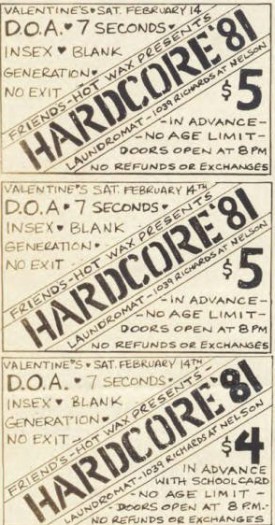 VALENTINE'S • SAT. FEBRUARY 14
D.O.A. • 7 SECONDS •
INSEX ♥ BLANK
GENERATION •
NO EXIT
FRIENDS-HOT WAX PRESENTS
HARDCORE '81
LAUNDROMAT - 1039 RICHARDS AT NELSON
$5
- IN ADVANCE -
- NO AGE LIMIT -
DOORS OPEN AT 8 PM
NO REFUNDS OR EXCHANGES
VALENTINE'S SAT. FEBRUARY 14TH
D.O.A • 7 SECONDS •
INSEX ♥ BLANK
GENERATION •
NO EXIT -
FRIENDS-HOT WAX PRESENTS
HARDCORE '81
LAUNDROMAT - 1039 RICHARDS AT NELSON
$5
- IN ADVANCE -
- NO AGE LIMIT -
DOORS OPEN AT 8 PM
NO REFUNDS OR EXCHANGES
VALENTINE'S • SAT. FEBRUARY 14TH
D.O.A. • 7 SECONDS •
INSEX ♥ BLANK
GENERATION •
NO EXIT -
FRIENDS-HOT WAX PRESENTS
HARDCORE '81
LAUNDROMAT - 1039 RICHARDS AT NELSON
$4
IN ADVANCE
WITH SCHOOLCARD
- NO AGE LIMIT -
- DOORS OPEN AT 8 P.M. -
NO REFUNDS OR EXCHANGES